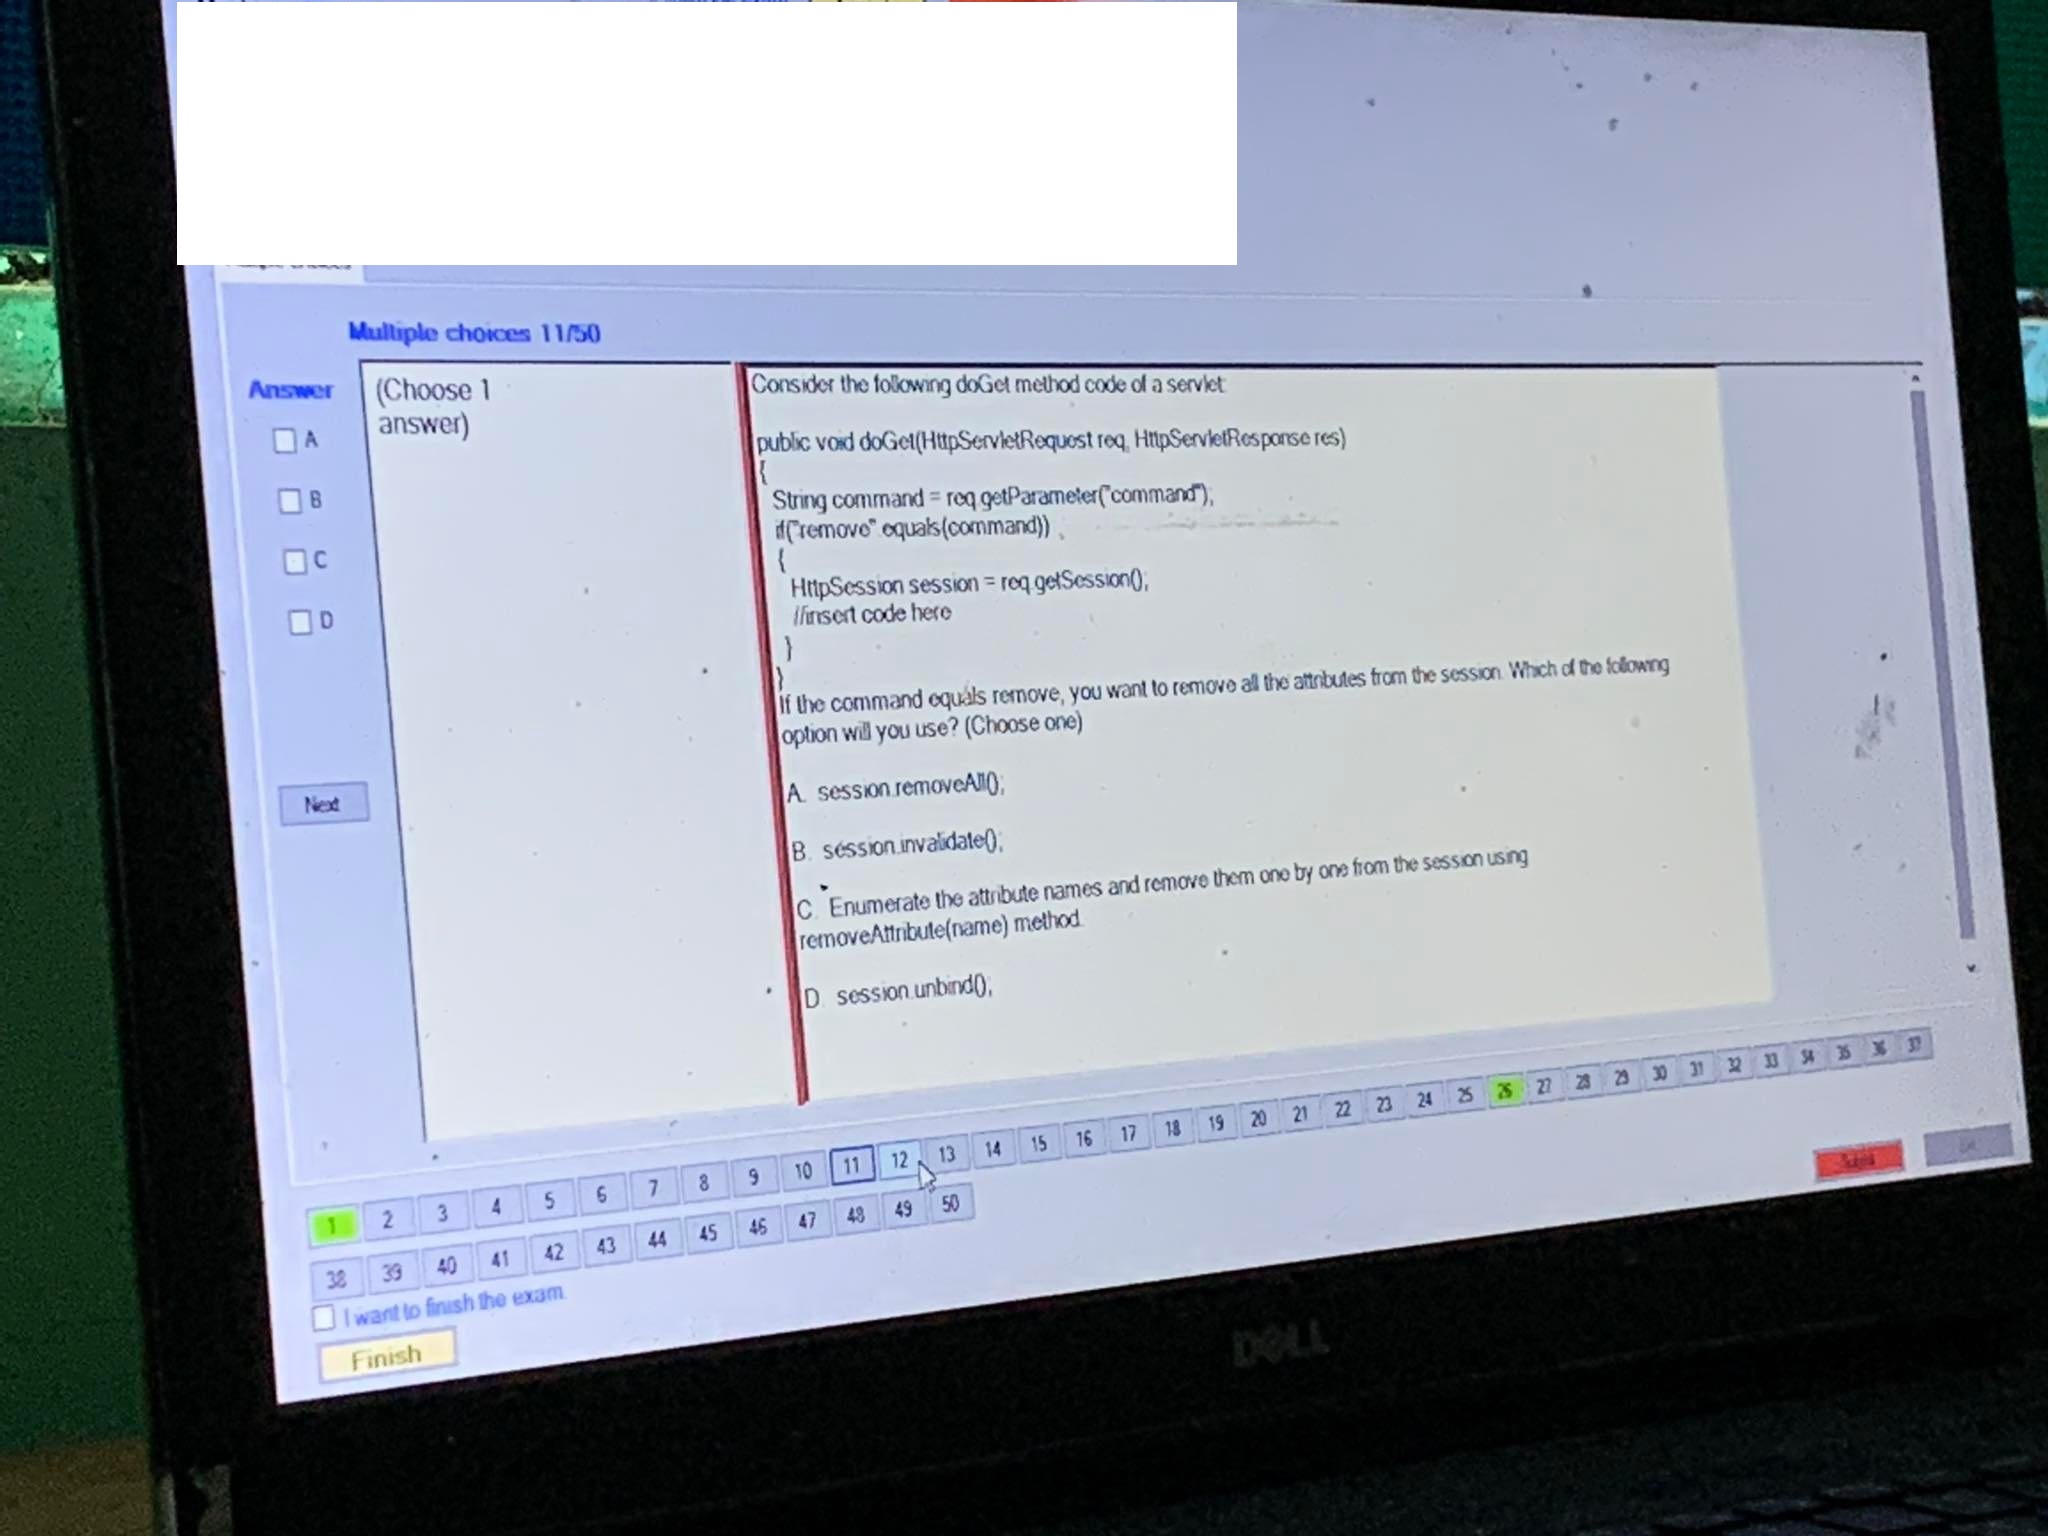 Multiple choices 11/50
Answer
(Choose 1
answer)
A
B
C
D
Next
Consider the following doGet method code of a servlet:
public void doGet(HttpServletRequest req, HttpServletResponse res)
{
String command = req.getParameter("command");
if("remove".equals(command))
{
HttpSession session = req.getSession();
//insert code here
}
}
If the command equals remove, you want to remove all the attributes from the session. Which of the following
option will you use? (Choose one)
A. session.removeAll();
B. session.invalidate();
C. Enumerate the attribute names and remove them one by one from the session using
removeAttribute(name) method.
D. session.unbind();
1 2 3 4 5 6 7 8 9 10 11 12 13 14 15 16 17 18 19 20 21 22 23 24 25 26 27 28 29 30 31 32 33 34 35 36 37
38 39 40 41 42 43 44 45 46 47 48 49 50
I want to finish the exam.
Finish
DELL